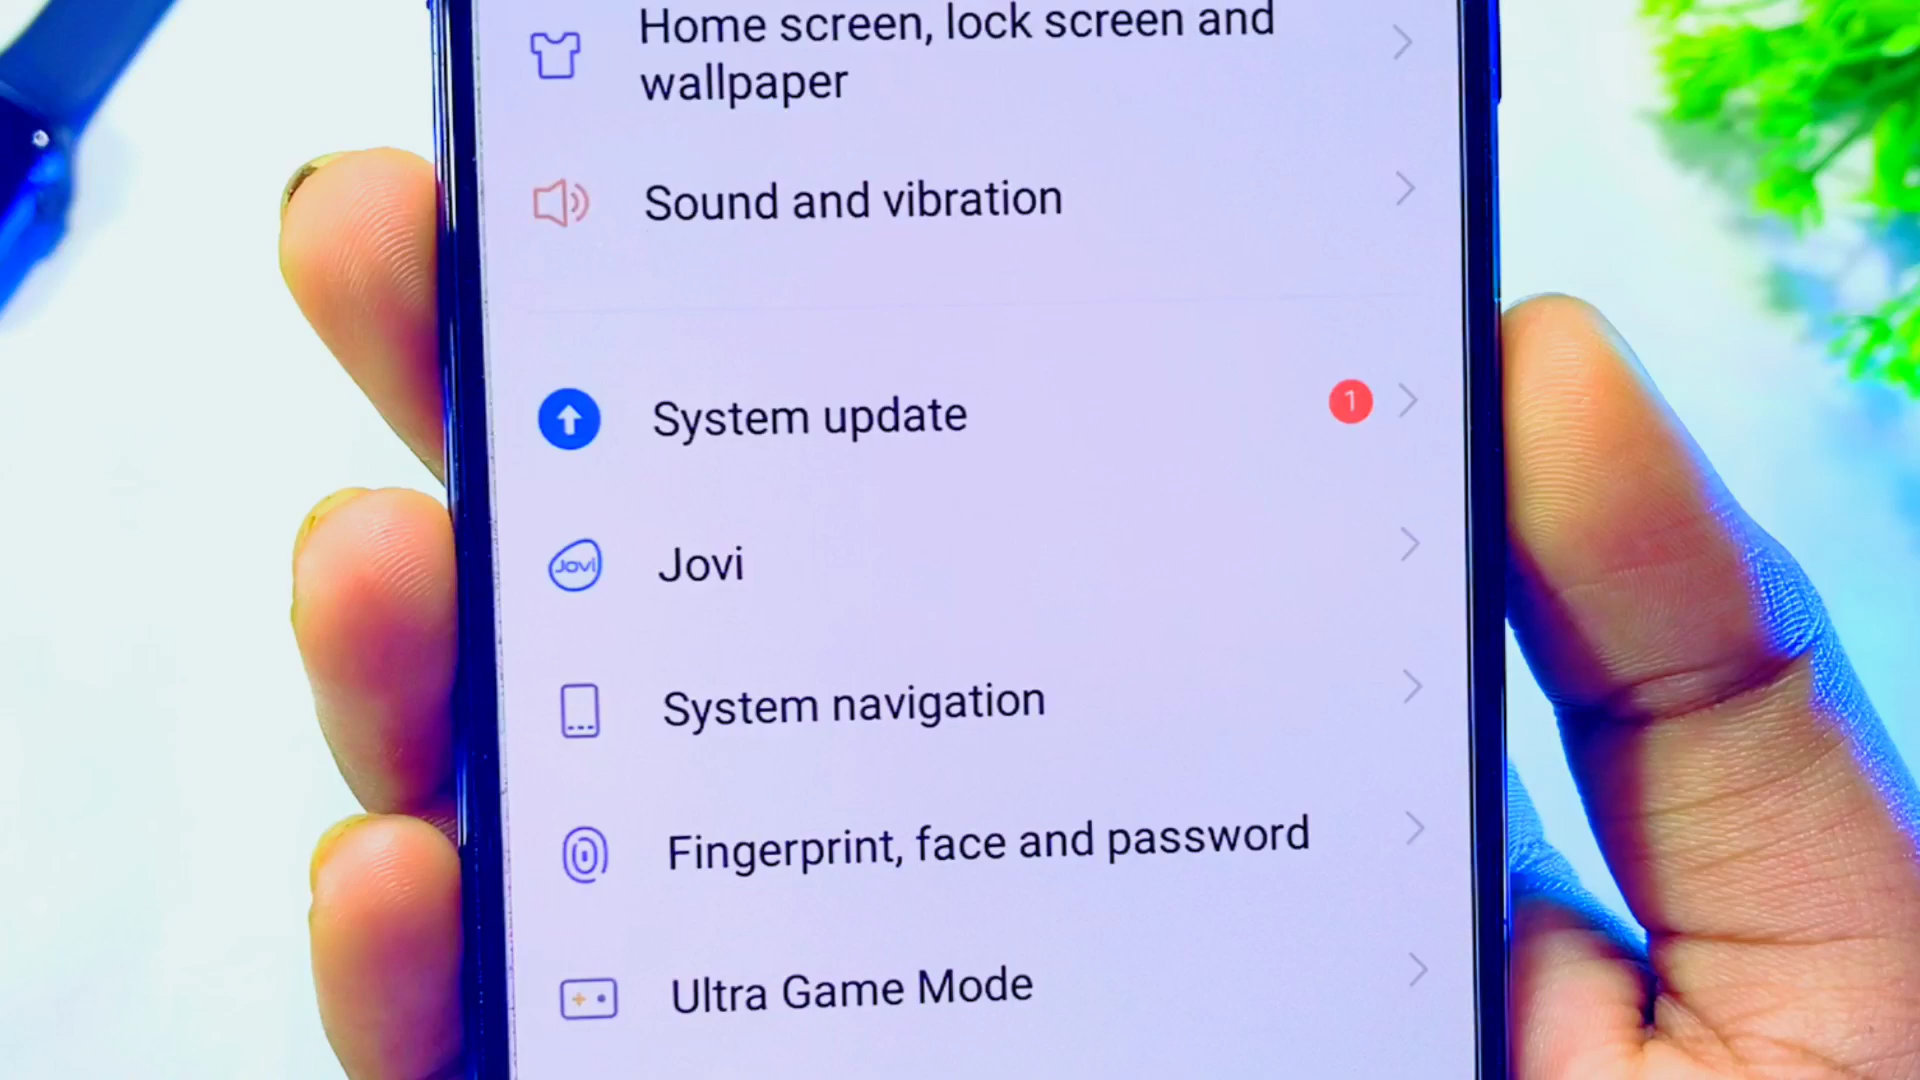 Home screen, lock screen and
wallpaper
Sound and vibration
System update
1
Jovi
Jovi
System navigation
Fingerprint, face and password
Ultra Game Mode